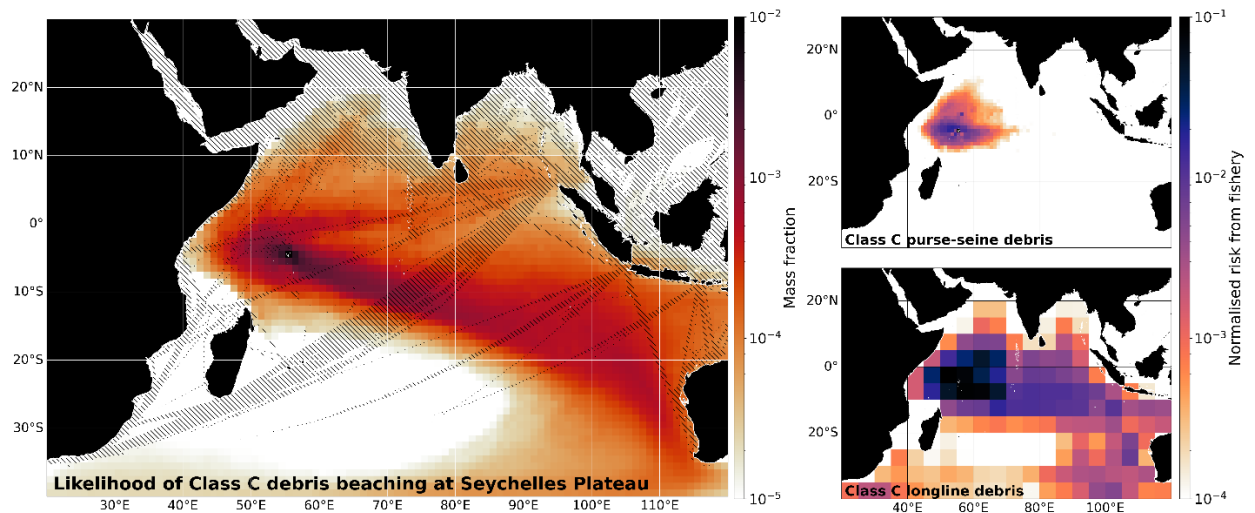 20°N
10°N
0°
10°S
20°S
30°S
30°E
40°E
50°E
60°E
70°E
80°E
90°E
100°E
110°E
Likelihood of Class C debris beaching at Seychelles Plateau
10⁻²
10⁻³
10⁻⁴
10⁻⁵
Mass fraction
20°N
0°
20°S
Class C purse-seine debris
20°N
0°
20°S
Class C longline debris
40°E
60°E
80°E
100°E
10⁻¹
10⁻²
10⁻³
10⁻⁴
Normalised risk from fishery